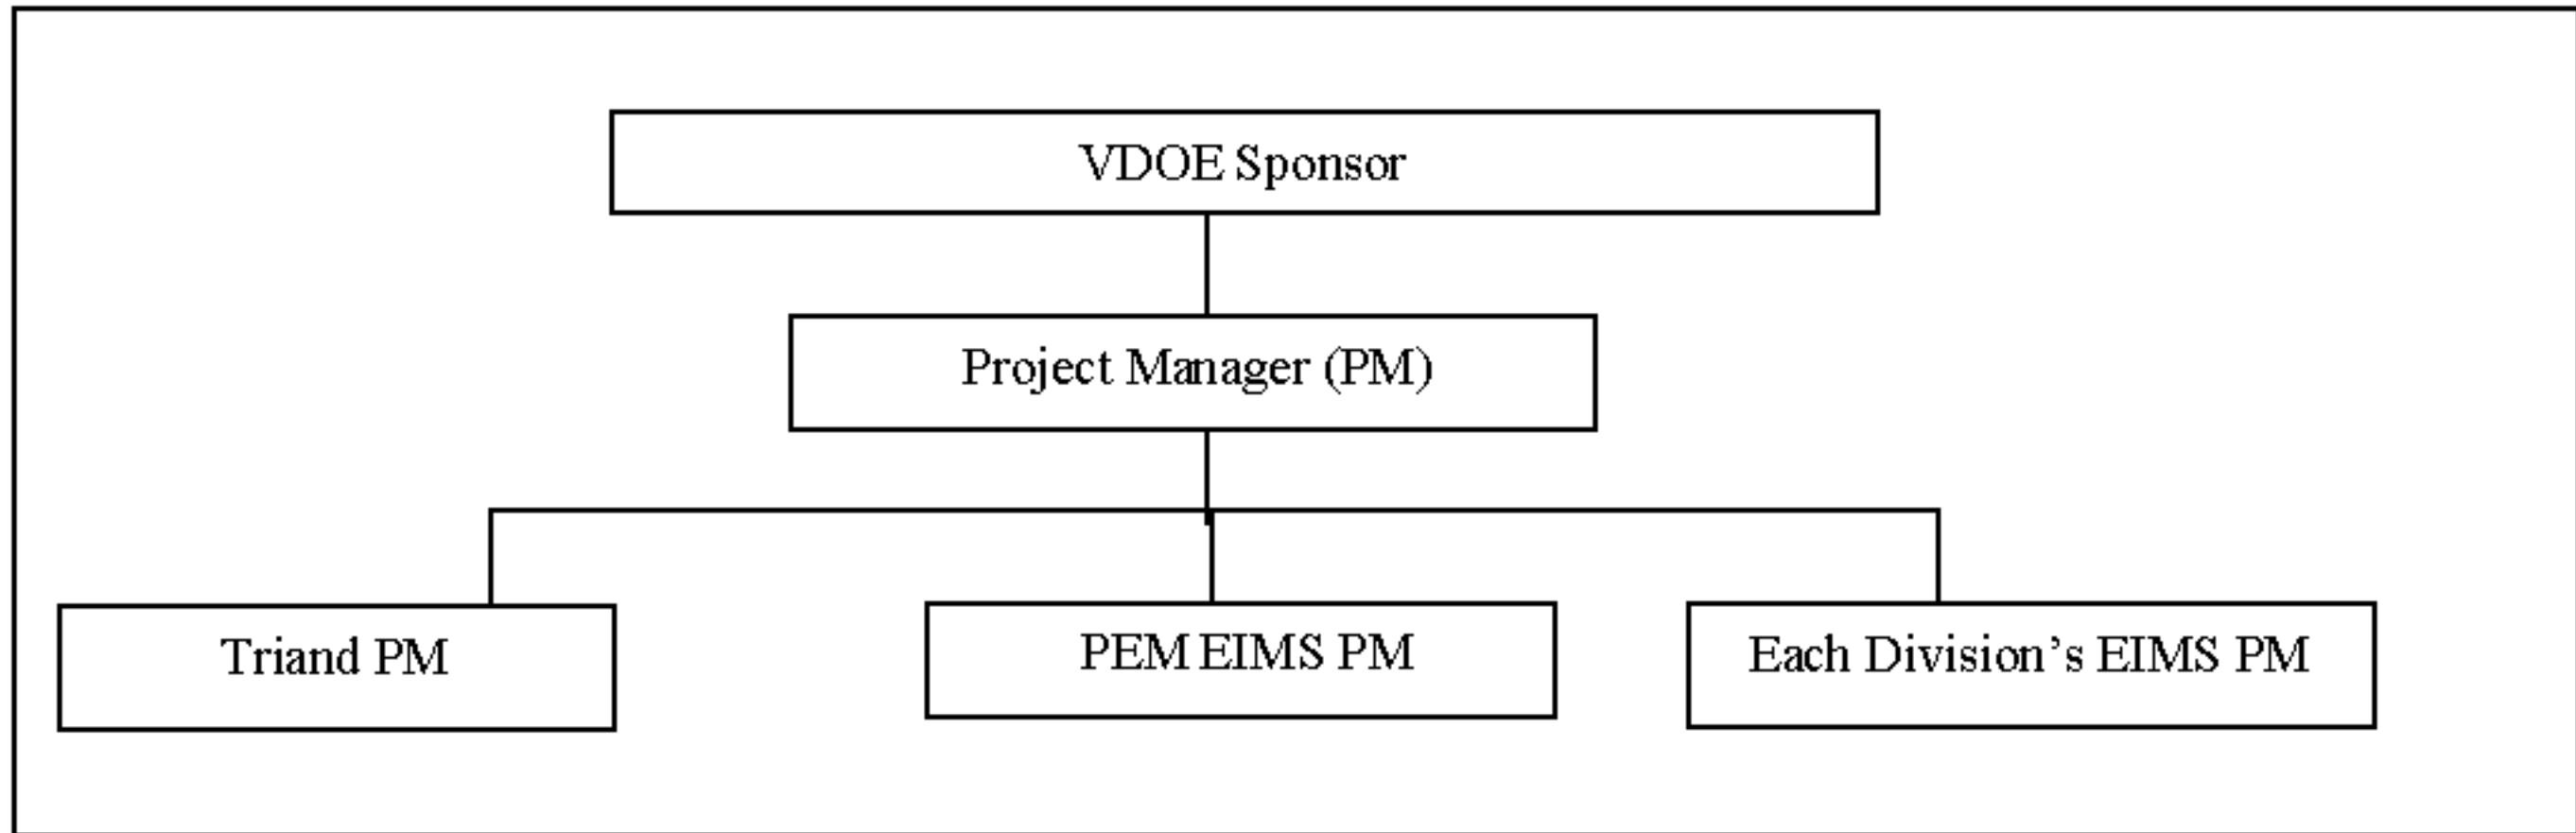 VDOE Sponsor
Project Manager (PM)
Triand PM
PEM EIMS PM
Each Division’s EIMS PM